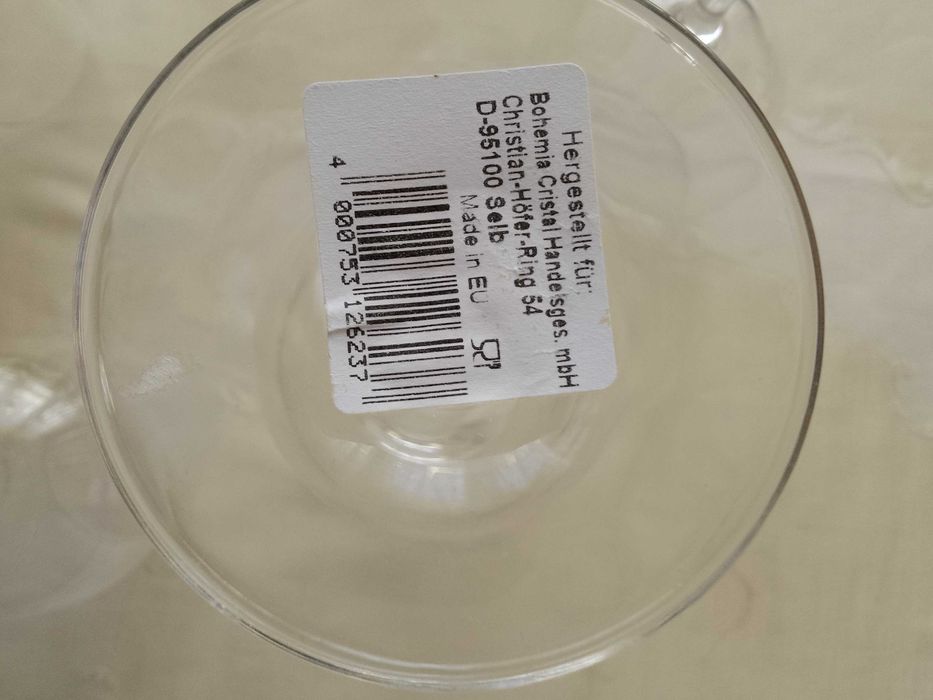 Hergestellt für:
Bohemia Cristal Handelsges. mbH
Christian-Höfer-Ring 54
D-95100 Selb
Made in EU
4 000753 126237